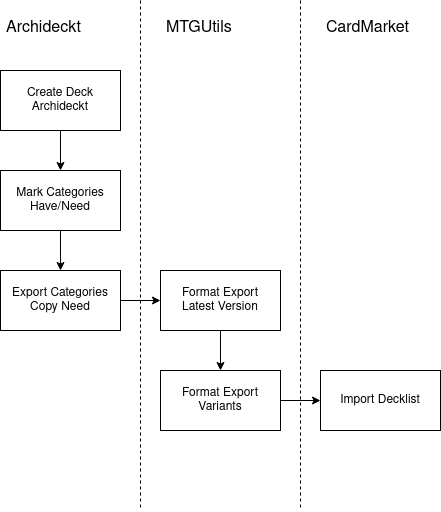 Archideckt
MTGUtils
CardMarket
Create Deck
Archideckt
Mark Categories
Have/Need
Export Categories
Copy Need
Format Export
Latest Version
Format Export
Variants
Import Decklist